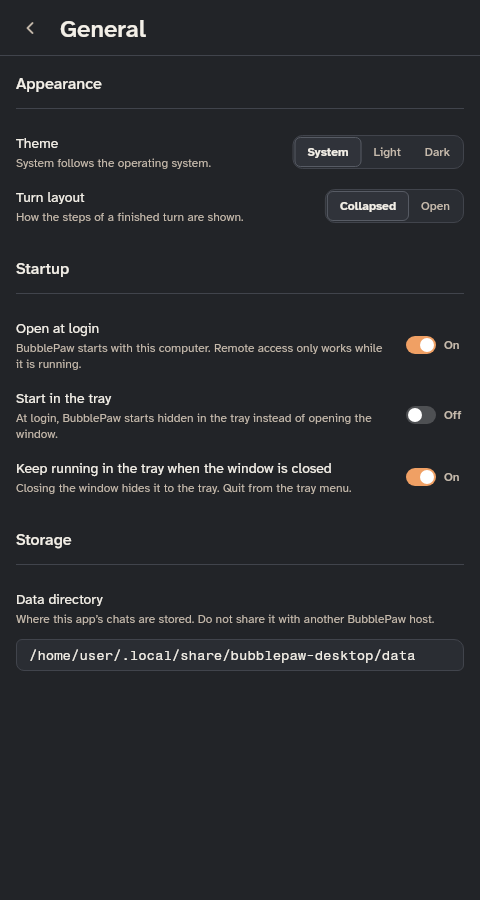 General
Appearance
Theme
System follows the operating system.
System Light Dark
Turn layout
How the steps of a finished turn are shown.
Collapsed Open
Startup
Open at login
BubblePaw starts with this computer. Remote access only works while
it is running.
On
Start in the tray
At login, BubblePaw starts hidden in the tray instead of opening the
window.
Off
Keep running in the tray when the window is closed
Closing the window hides it to the tray. Quit from the tray menu.
On
Storage
Data directory
Where this app's chats are stored. Do not share it with another BubblePaw host.
/home/user/.local/share/bubblepaw-desktop/data